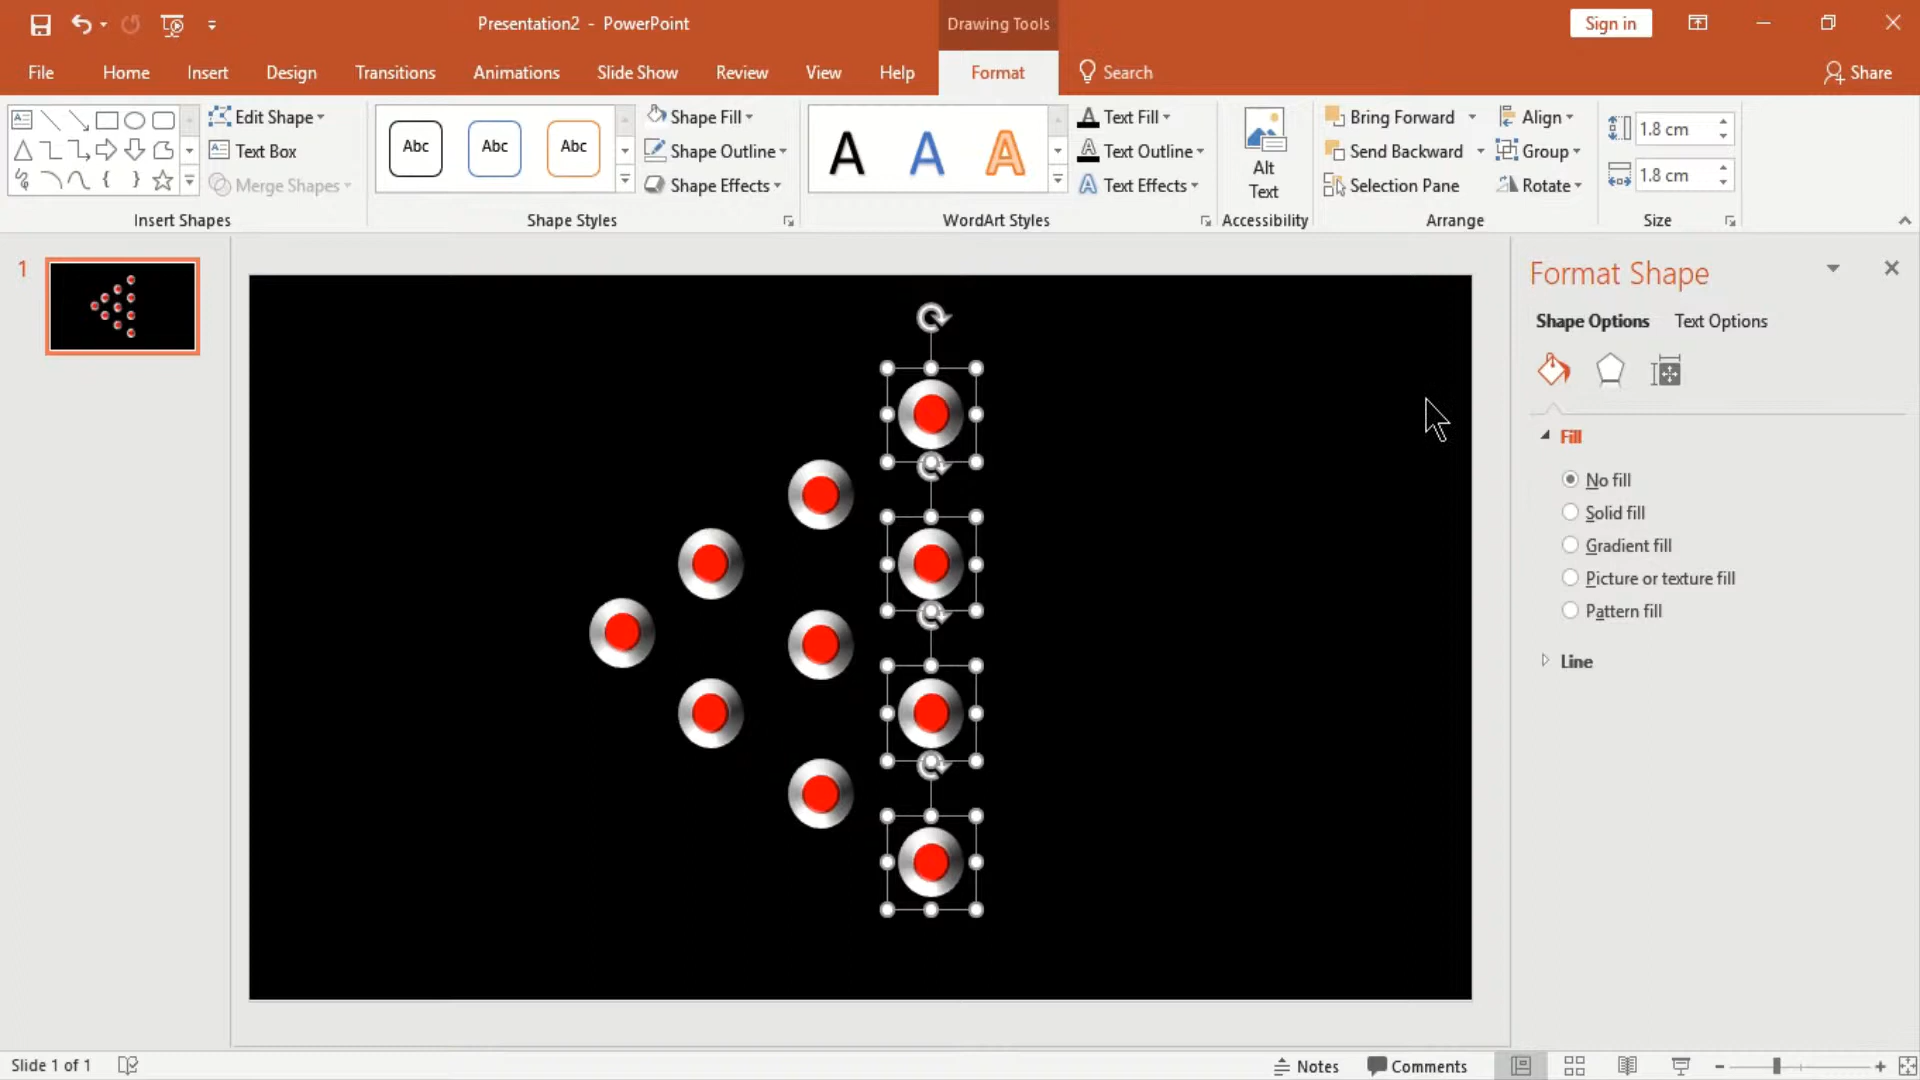 Presentation2 - PowerPoint
Drawing Tools
Sign in
File
Home
Insert
Design
Transitions
Animations
Slide Show
Review
View
Help
Format
Search
Share
Edit Shape
Text Box
Merge Shapes
Insert Shapes
Abc
Abc
Abc
Shape Fill
Shape Outline
Shape Effects
Shape Styles
A
A
A
Text Fill
Text Outline
Text Effects
WordArt Styles
Alt
Text
Accessibility
Bring Forward
Send Backward
Selection Pane
Align
Group
Rotate
Arrange
1.8 cm
1.8 cm
Size
1
Format Shape
Shape Options
Text Options
Fill
No fill
Solid fill
Gradient fill
Picture or texture fill
Pattern fill
Line
Slide 1 of 1
Notes
Comments